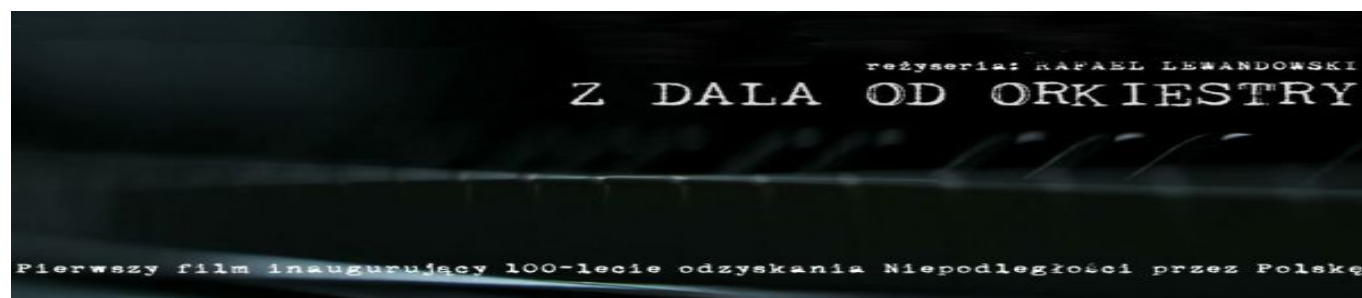 reżyseria: RAFAEL LEWANDOWSKI
Z DALA OD ORKIESTRY
Pierwszy film inaugurujący 100-lecie odzyskania Niepodległości przez Polskę